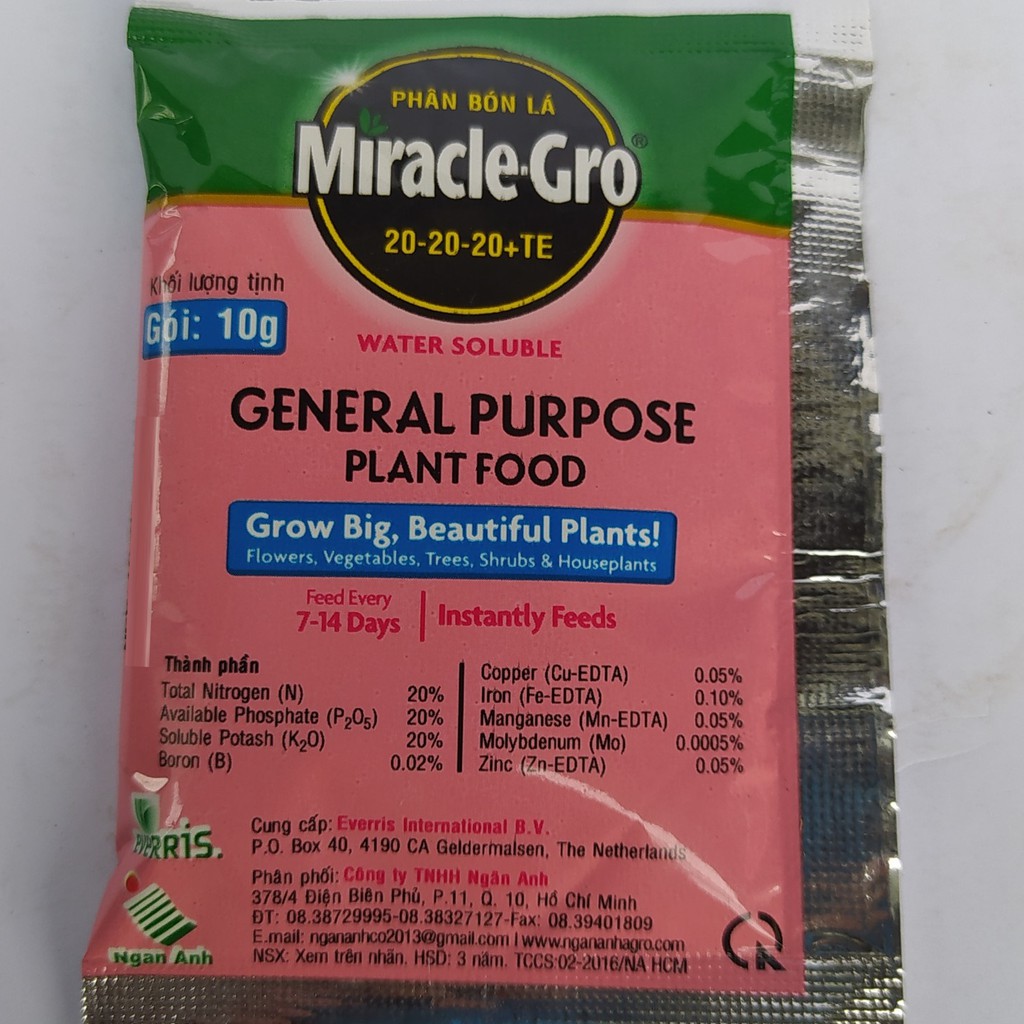 PHÂN BÓN LÁ
Miracle-Gro®
20-20-20+TE
Khối lượng tịnh
Gói: 10g
WATER SOLUBLE
GENERAL PURPOSE
PLANT FOOD
Grow Big, Beautiful Plants!
Flowers, Vegetables, Trees, Shrubs & Houseplants
Feed Every
7-14 Days
Instantly Feeds
Thành phần
Total Nitrogen (N) 20%
Available Phosphate (P₂O₅) 20%
Soluble Potash (K₂O) 20%
Boron (B) 0.02%
Copper (Cu-EDTA) 0.05%
Iron (Fe-EDTA) 0.10%
Manganese (Mn-EDTA) 0.05%
Molybdenum (Mo) 0.0005%
Zinc (Zn-EDTA) 0.05%
EVERRIS.
Cung cấp: Everris International B.V.
P.O. Box 40, 4190 CA Geldermalsen, The Netherlands
Ngan Anh
Phân phối: Công ty TNHH Ngân Anh
378/4 Điện Biên Phủ, P.11, Q. 10, Hồ Chí Minh
ĐT: 08.38729995-08.38327127-Fax: 08.39401809
E.mail: ngananhco2013@gmail.com | www.ngananhagro.com
NSX: Xem trên nhãn. HSD: 3 năm. TCCS:02-2016/NA HCM